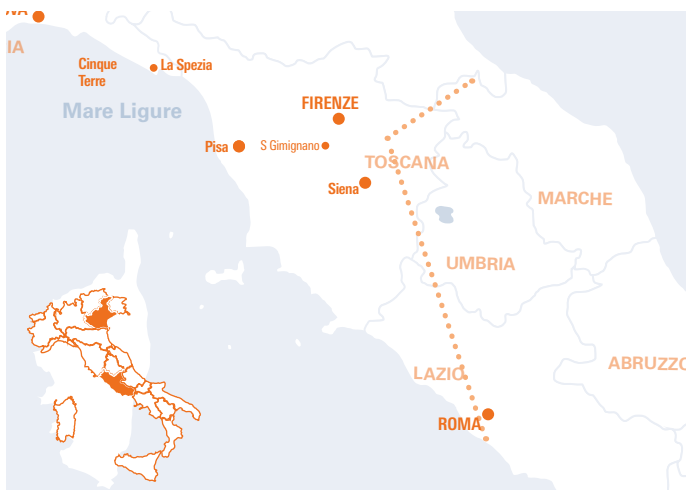 IA
Cinque
Terre
La Spezia
Mare Ligure
FIRENZE
Pisa
S Gimignano
TOSCANA
Siena
MARCHE
UMBRIA
LAZIO
ABRUZZO
ROMA